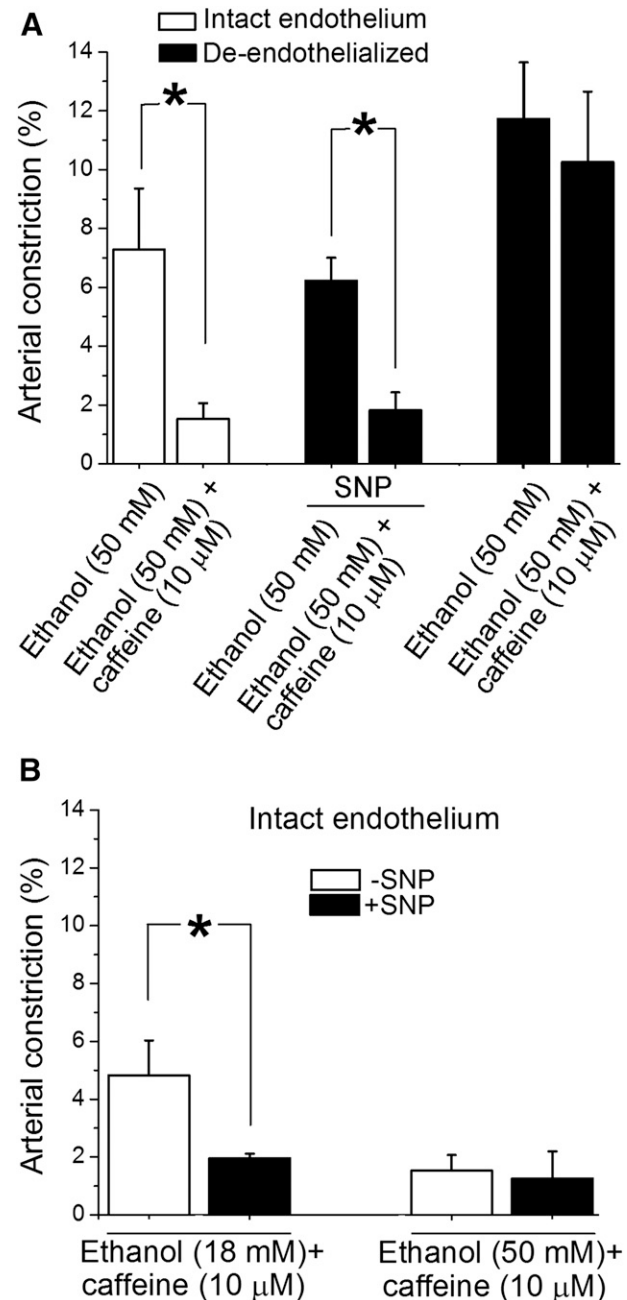 A
Intact endothelium
De-endothelialized
Arterial constriction (%)
14
12
10
8
6
4
2
0
*
*
SNP
Ethanol (50 mM)
Ethanol (50 mM) +
caffeine (10 μM)
Ethanol (50 mM)
Ethanol (50 mM) +
caffeine (10 μM)
Ethanol (50 mM)
Ethanol (50 mM) +
caffeine (10 μM)
B
Intact endothelium
-SNP
+SNP
Arterial constriction (%)
14
12
10
8
6
4
2
0
*
Ethanol (18 mM)+
caffeine (10 μM)
Ethanol (50 mM)+
caffeine (10 μM)